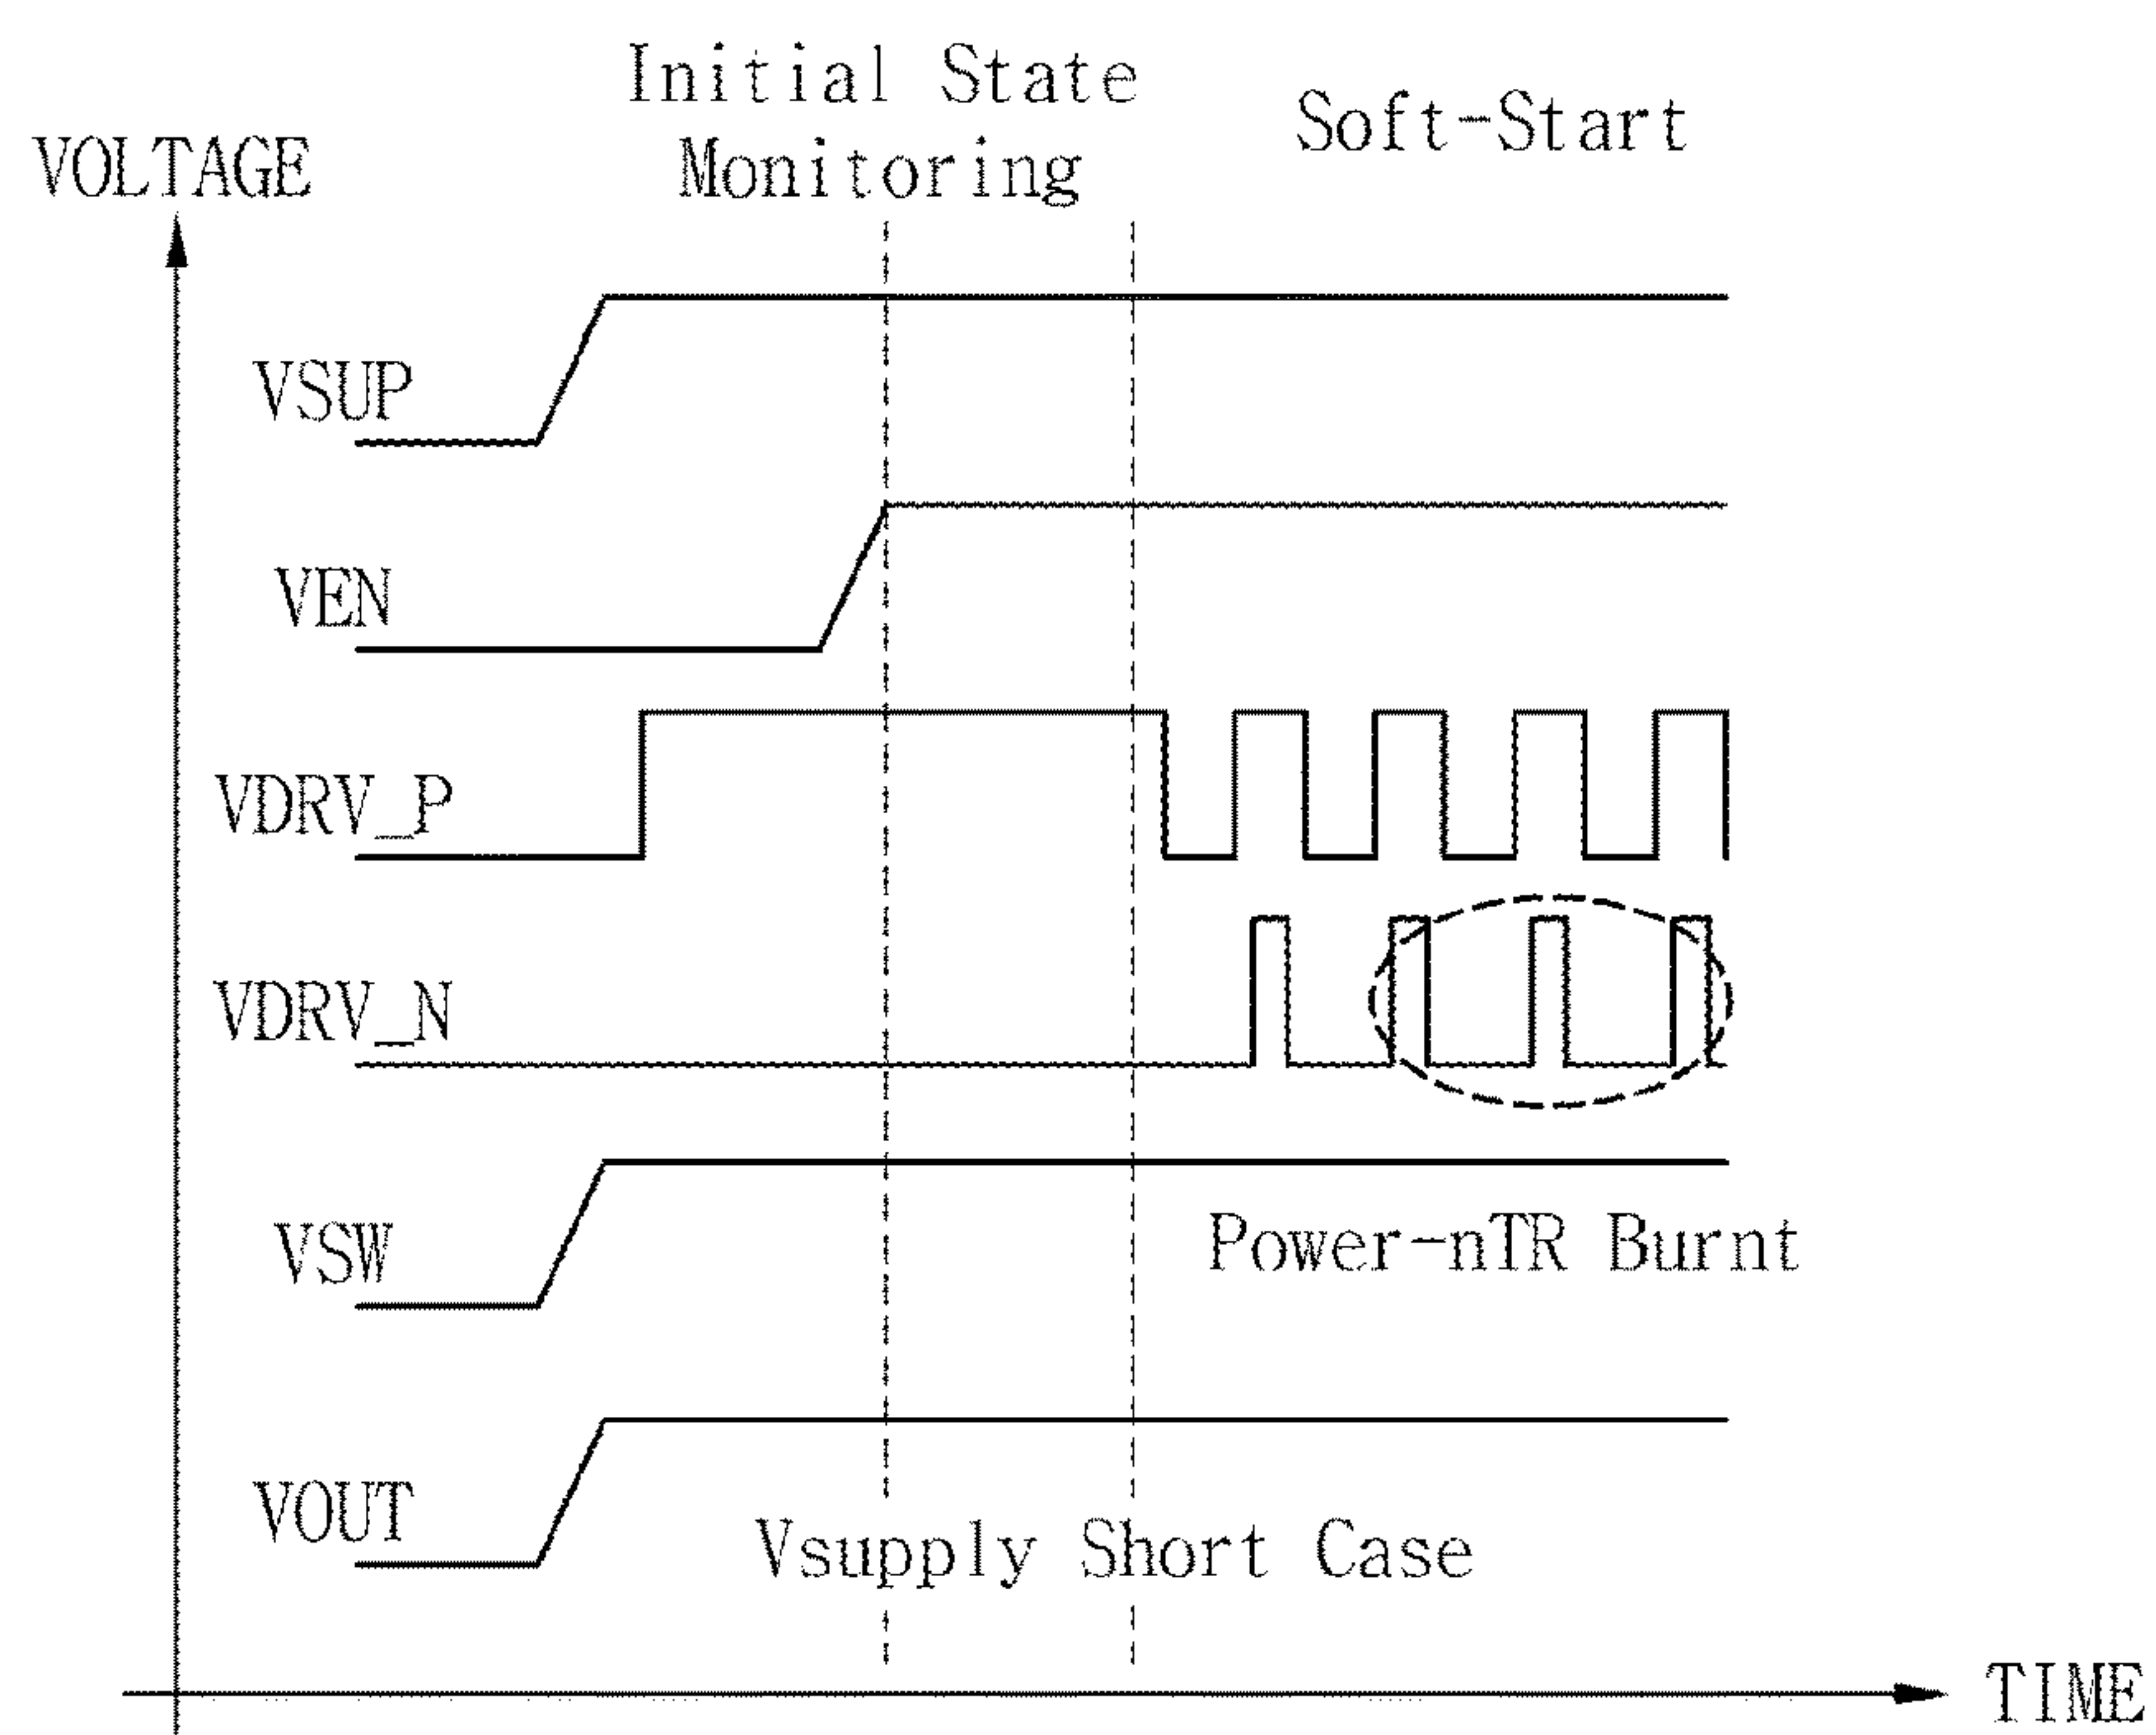 Initial State
Monitoring
Soft-Start
VOLTAGE
VSUP
VEN
VDRV_P
VDRV_N
VSW
Power-nTR Burnt
VOUT
Vsupply Short Case
TIME